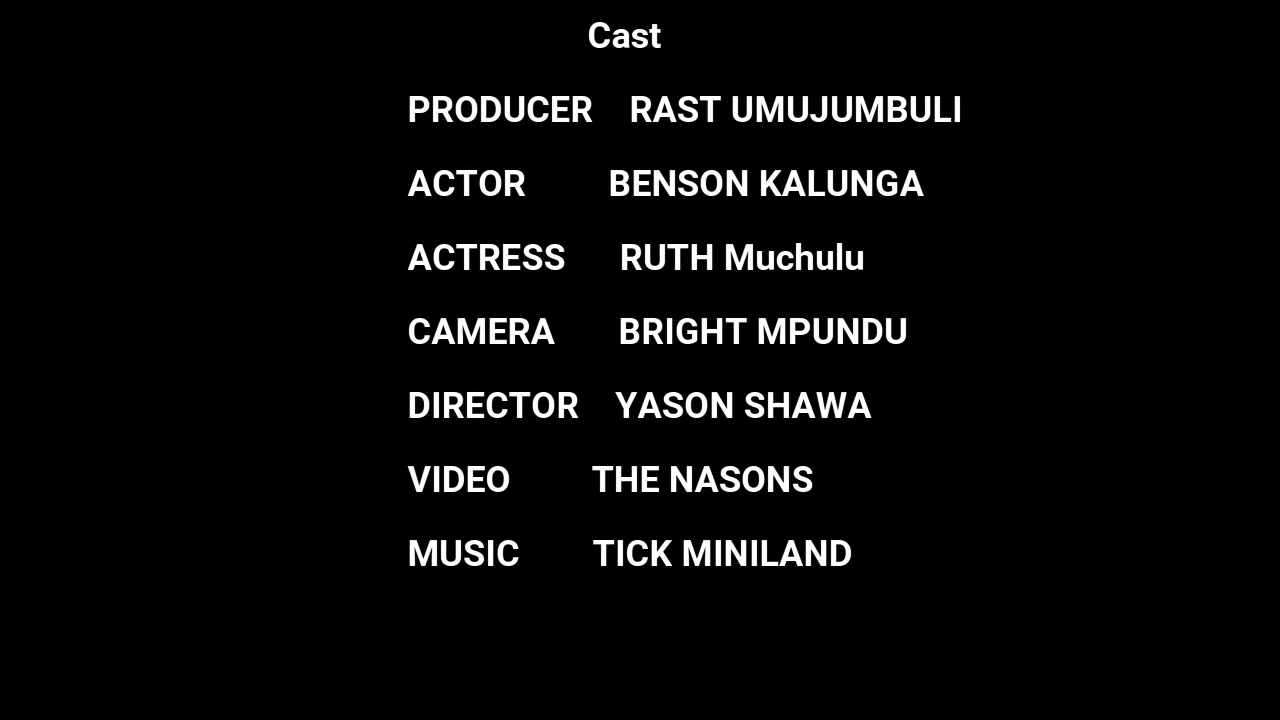 Cast
PRODUCER RAST UMUJUMBULI
ACTOR BENSON KALUNGA
ACTRESS RUTH Muchulu
CAMERA BRIGHT MPUNDU
DIRECTOR YASON SHAWA
VIDEO THE NASONS
MUSIC TICK MINILAND